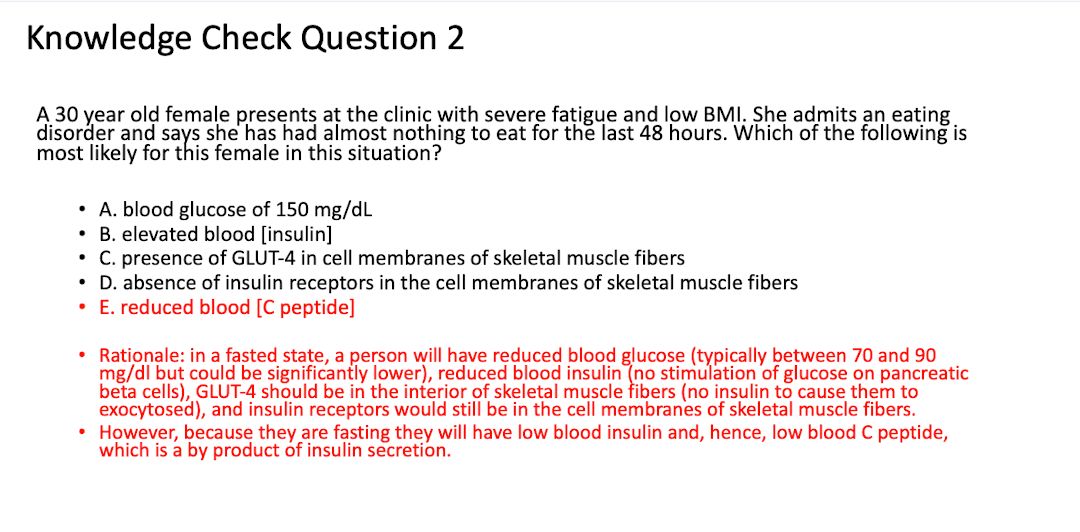 Knowledge Check Question 2
A 30 year old female presents at the clinic with severe fatigue and low BMI. She admits an eating
disorder and says she has had almost nothing to eat for the last 48 hours. Which of the following is
most likely for this female in this situation?
• A. blood glucose of 150 mg/dL
• B. elevated blood [insulin]
• C. presence of GLUT-4 in cell membranes of skeletal muscle fibers
• D. absence of insulin receptors in the cell membranes of skeletal muscle fibers
• E. reduced blood [C peptide]
• Rationale: in a fasted state, a person will have reduced blood glucose (typically between 70 and 90
mg/dl but could be significantly lower), reduced blood insulin (no stimulation of glucose on pancreatic
beta cells), GLUT-4 should be in the interior of skeletal muscle fibers (no insulin to cause them to
exocytosed), and insulin receptors would still be in the cell membranes of skeletal muscle fibers.
• However, because they are fasting they will have low blood insulin and, hence, low blood C peptide,
which is a by product of insulin secretion.